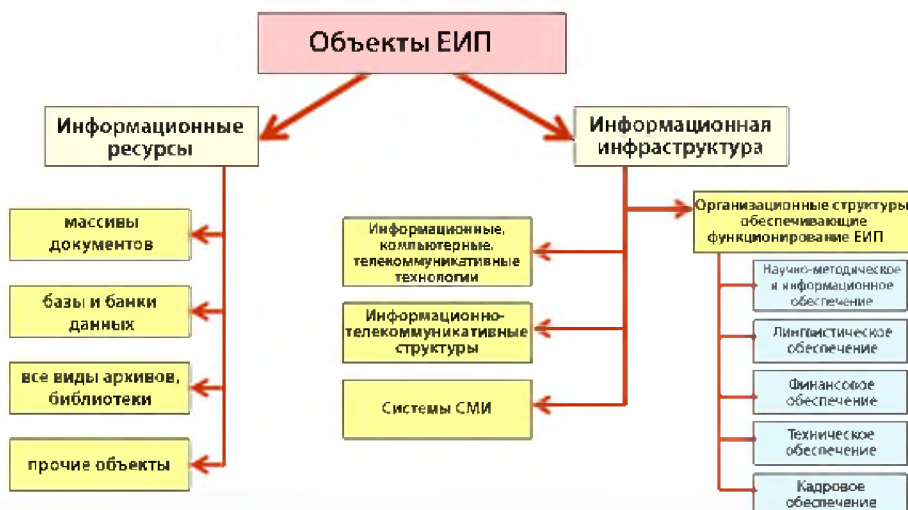 Объекты ЕИП
Информационные
ресурсы
массивы
документов
базы и банки
данных
все виды архивов,
библиотеки
прочие объекты
Информационная
инфраструктура
Информационные,
компьютерные,
телекоммуникативные
технологии
Информационно-
телекоммуникативные
структуры
Системы СМИ
Организационные структуры
обеспечивающие
функционирование ЕИП
Научно-методическое
и информационное
обеспечение
Лингвистическое
обеспечение
Финансовое
обеспечение
Техническое
обеспечение
Кадровое
обеспечение